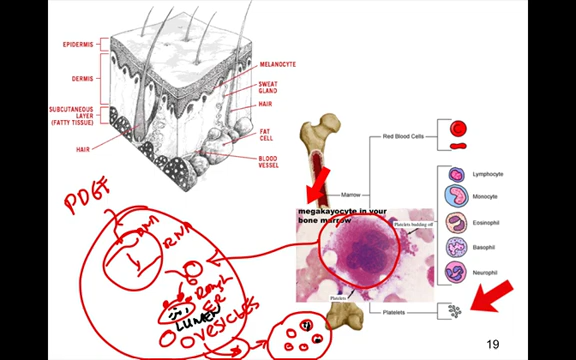 EPIDERMIS
DERMIS
SUBCUTANEOUS
LAYER
(FATTY TISSUE)
HAIR
MELANOCYTE
SWEAT
GLAND
HAIR
FAT
CELL
BLOOD
VESSEL
Red Blood Cells
Marrow
Lymphocyte
Monocyte
Eosinophil
Basophil
Neurophil
Platelets
megakayocyte in your
bone marrow
Platelets budding off
Platelets
PDGF
RNA
ROUGH
ER
LUMEN
VESICLES
19